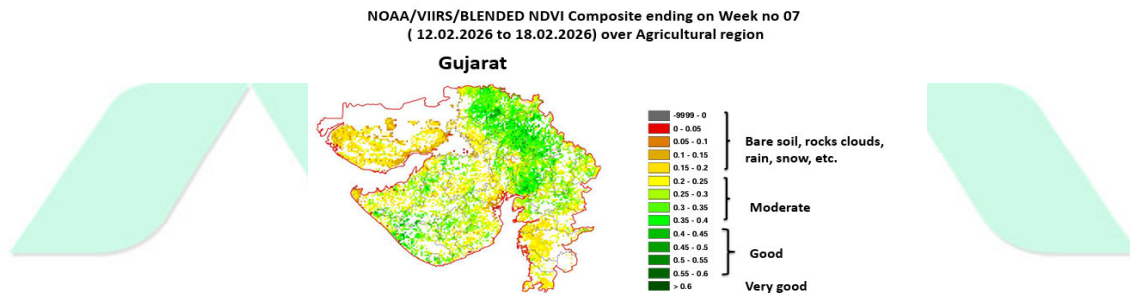 NOAA/VIIRS/BLENDED NDVI Composite ending on Week no 07
( 12.02.2026 to 18.02.2026) over Agricultural region
Gujarat
-9999 - 0
0 - 0.05
0.05 - 0.1
0.1 - 0.15
0.15 - 0.2
0.2 - 0.25
0.25 - 0.3
0.3 - 0.35
0.35 - 0.4
0.4 - 0.45
0.45 - 0.5
0.5 - 0.55
0.55 - 0.6
> 0.6
Bare soil, rocks clouds,
rain, snow, etc.
Moderate
Good
Very good